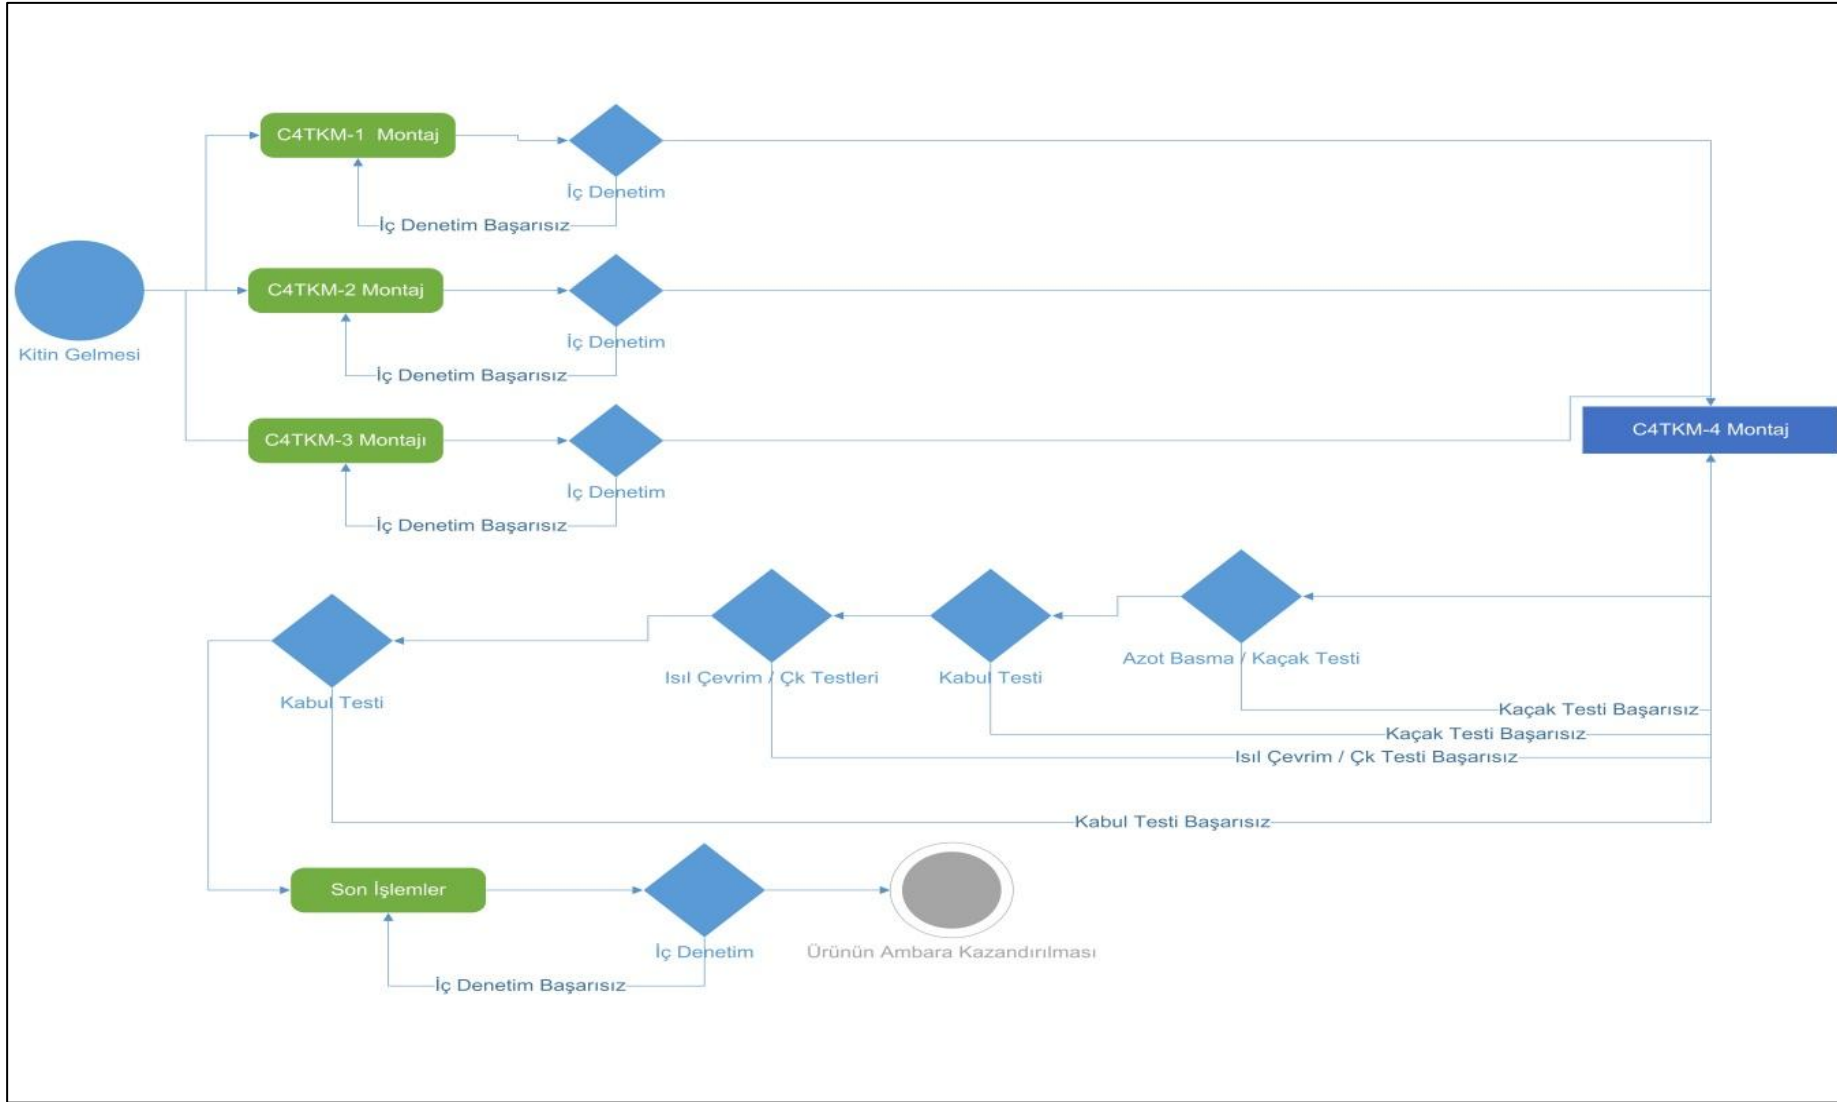 C4TKM-1 Montaj
İç Denetim
İç Denetim Başarısız
Kitin Gelmesi
C4TKM-2 Montaj
İç Denetim
İç Denetim Başarısız
C4TKM-3 Montajı
İç Denetim
İç Denetim Başarısız
C4TKM-4 Montaj
Azot Basma / Kaçak Testi
Kabul Testi
Isıl Çevrim / Çk Testleri
Kabul Testi
Kaçak Testi Başarısız
Kaçak Testi Başarısız
Isıl Çevrim / Çk Testi Başarısız
Kabul Testi Başarısız
Son İşlemler
İç Denetim
İç Denetim Başarısız
Ürünün Ambara Kazandırılması